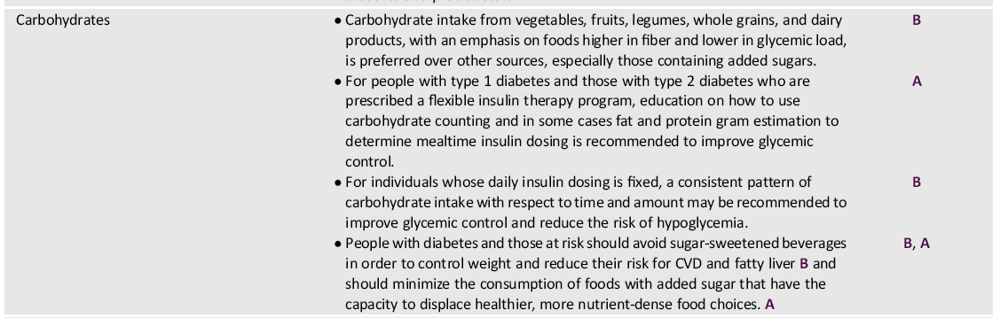 Carbohydrates
• Carbohydrate intake from vegetables, fruits, legumes, whole grains, and dairy B
products, with an emphasis on foods higher in fiber and lower in glycemic load,
is preferred over other sources, especially those containing added sugars.
• For people with type 1 diabetes and those with type 2 diabetes who are A
prescribed a flexible insulin therapy program, education on how to use
carbohydrate counting and in some cases fat and protein gram estimation to
determine mealtime insulin dosing is recommended to improve glycemic
control.
• For individuals whose daily insulin dosing is fixed, a consistent pattern of B
carbohydrate intake with respect to time and amount may be recommended to
improve glycemic control and reduce the risk of hypoglycemia.
• People with diabetes and those at risk should avoid sugar-sweetened beverages B, A
in order to control weight and reduce their risk for CVD and fatty liver B and
should minimize the consumption of foods with added sugar that have the
capacity to displace healthier, more nutrient-dense food choices. A